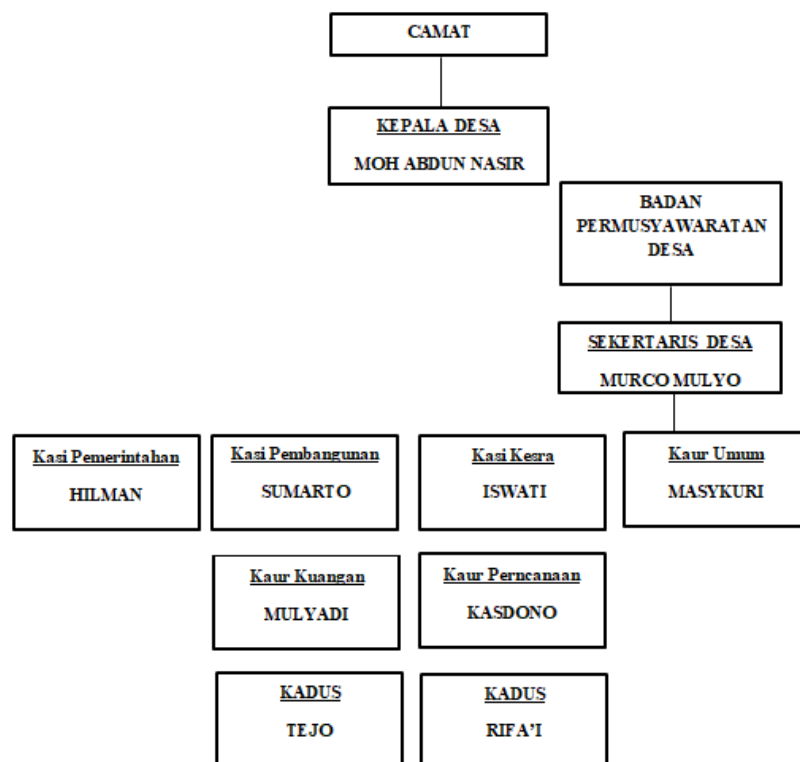 CAMAT
KEPALA DESA
MOH ABDUN NASIR
BADAN
PERMUSYAWARATAN
DESA
SEKERTARIS DESA
MURCO MULYO
Kasi Pemerintahan
HILMAN
Kasi Pembangunan
SUMARTO
Kasi Kesra
ISWATI
Kaur Umum
MASYKURI
Kaur Kuangan
MULYADI
Kaur Perncanaan
KASDONO
KADUS
TEJO
KADUS
RIFA'I